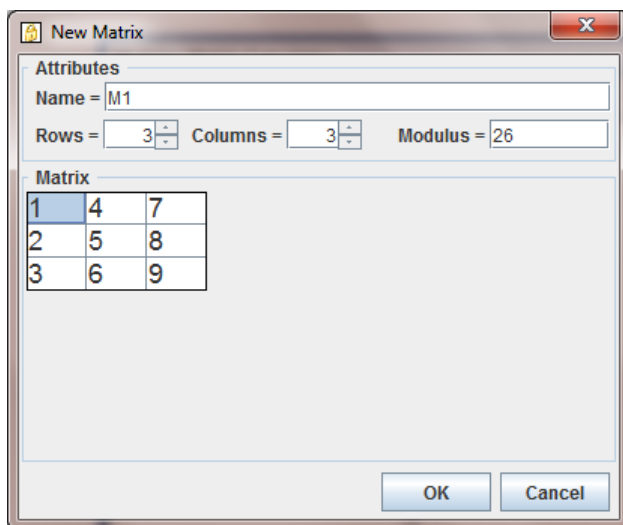 New Matrix
Attributes
Name = M1
Rows = 3 Columns = 3 Modulus = 26
Matrix
1 4 7
2 5 8
3 6 9
OK Cancel